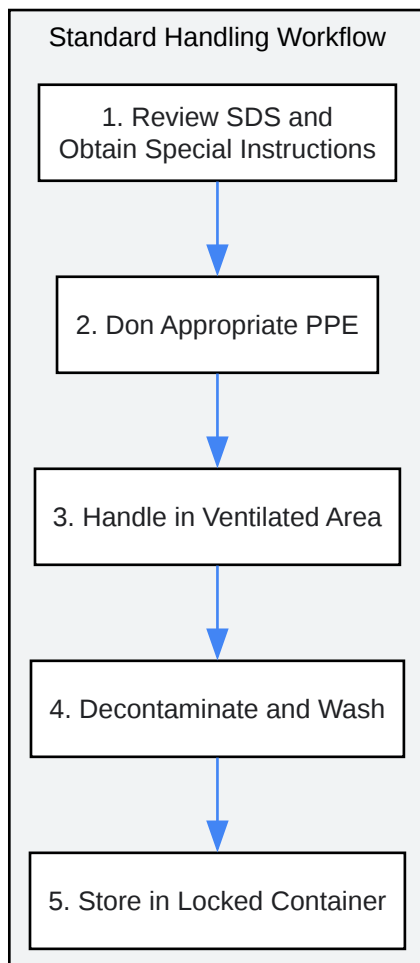 Standard Handling Workflow
1. Review SDS and
Obtain Special Instructions
2. Don Appropriate PPE
3. Handle in Ventilated Area
4. Decontaminate and Wash
5. Store in Locked Container